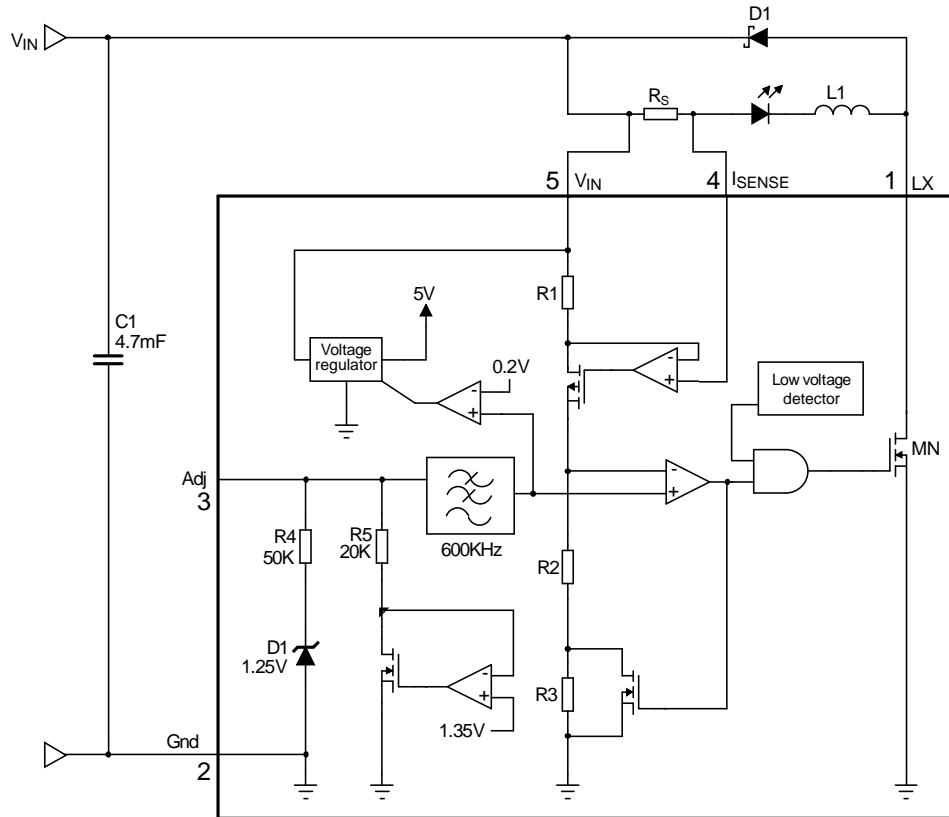 D1
VIN
L1
RS
5 VIN
4 ISENSE
1 LX
R1
C1
4.7mF
5V
Voltage
regulator
0.2V
Low voltage
detector
MN
Adj
3
R4
50K
R5
20K
600KHz
R2
D1
1.25V
R3
1.35V
Gnd
2